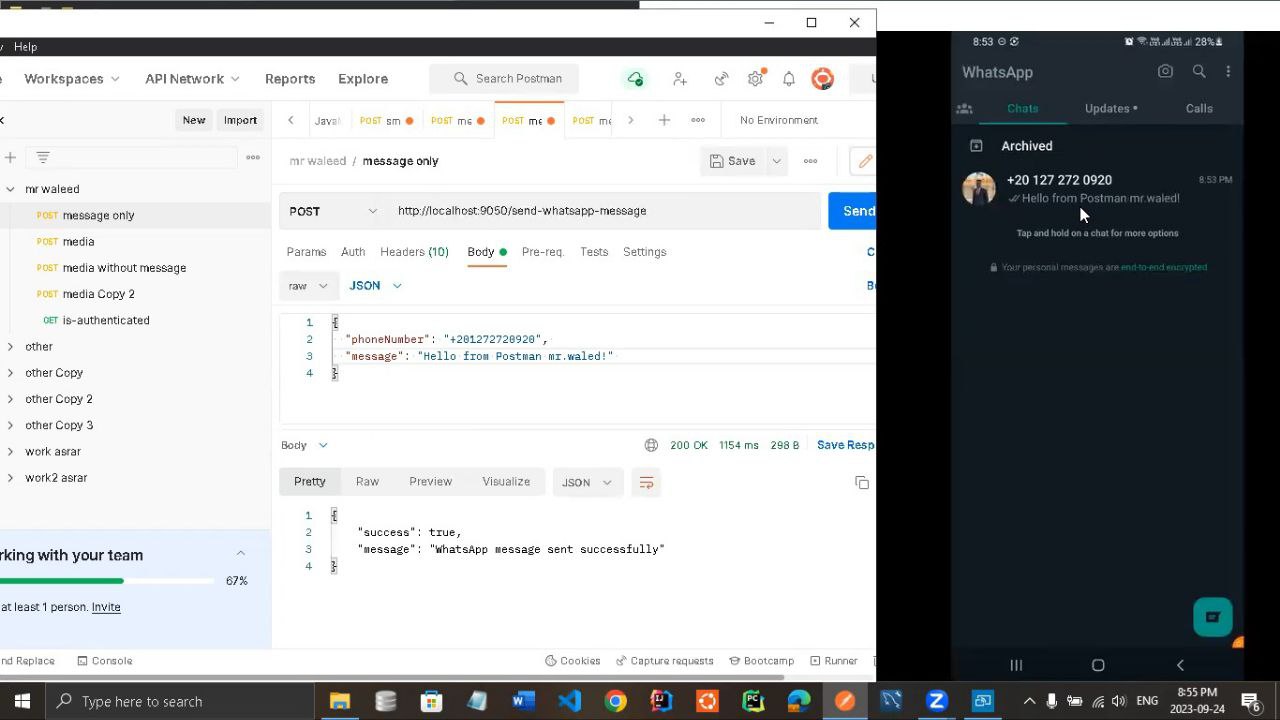 Help
Workspaces API Network Reports Explore Search Postman
New Import
JavaS POST sm POST me POST me POST me No Environment
mr waleed / message only Save
mr waleed
POST message only
POST media
POST media without message
POST media Copy 2
GET is-authenticated
other
other Copy
other Copy 2
other Copy 3
work asrar
work2 asrar
rking with your team
67%
at least 1 person. Invite
POST http://localhost:9050/send-whatsapp-message Send
Params Auth Headers (10) Body Pre-req. Tests Settings C
raw JSON
1 {
2 "phoneNumber": "+201272720920",
3 "message": "Hello from Postman mr.waled!"
4 }
Body 200 OK 1154 ms 298 B Save Resp
Pretty Raw Preview Visualize JSON
1 {
2 "success": true,
3 "message": "WhatsApp message sent successfully"
4 }
nd Replace Console Cookies Capture requests Bootcamp Runner
8:53 28%
WhatsApp
Chats Updates Calls
Archived
+20 127 272 0920 8:53 PM
Hello from Postman mr.waled!
Tap and hold on a chat for more options
Your personal messages are end-to-end encrypted
Type here to search
ENG
8:55 PM
2023-09-24
6